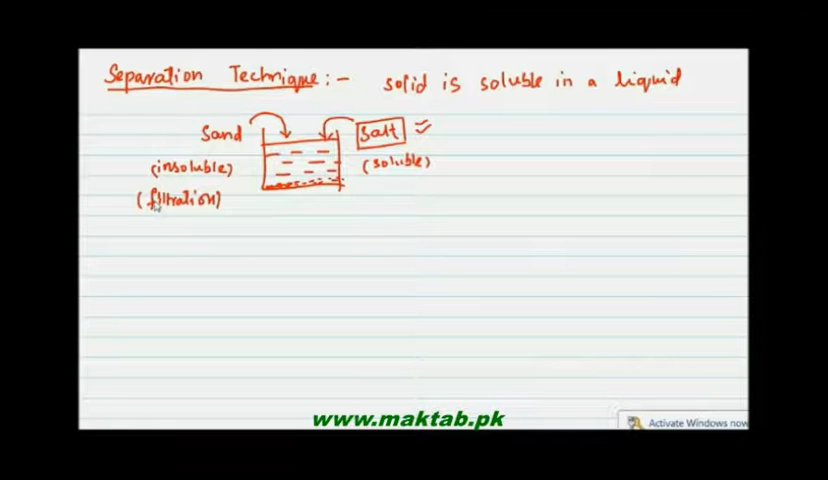 Separation Technique:- solid is soluble in a liquid
Sand salt
(insoluble) (soluble)
(filtration)
www.maktab.pk
Activate Windows now